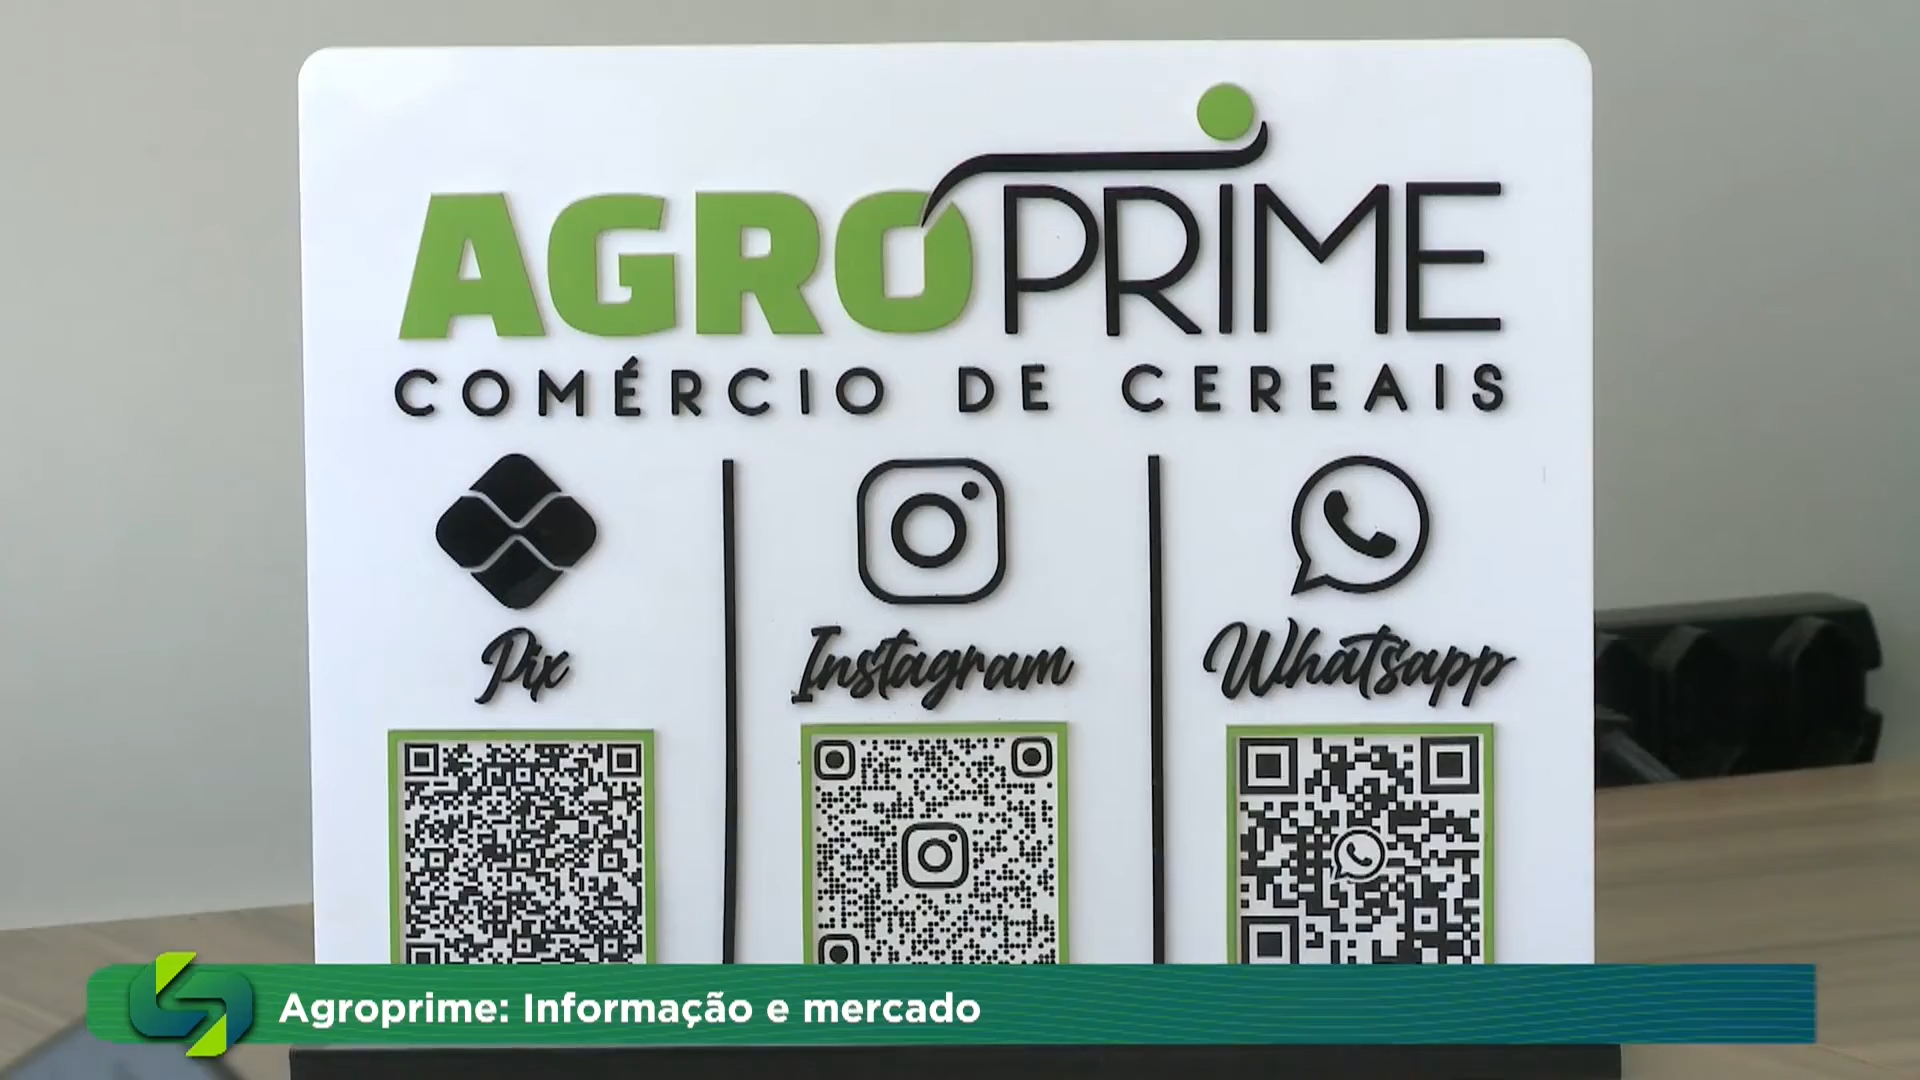 AGROPRIME
COMÉRCIO DE CEREAIS
Pix
Instagram
Whatsapp
Agroprime: Informação e mercado